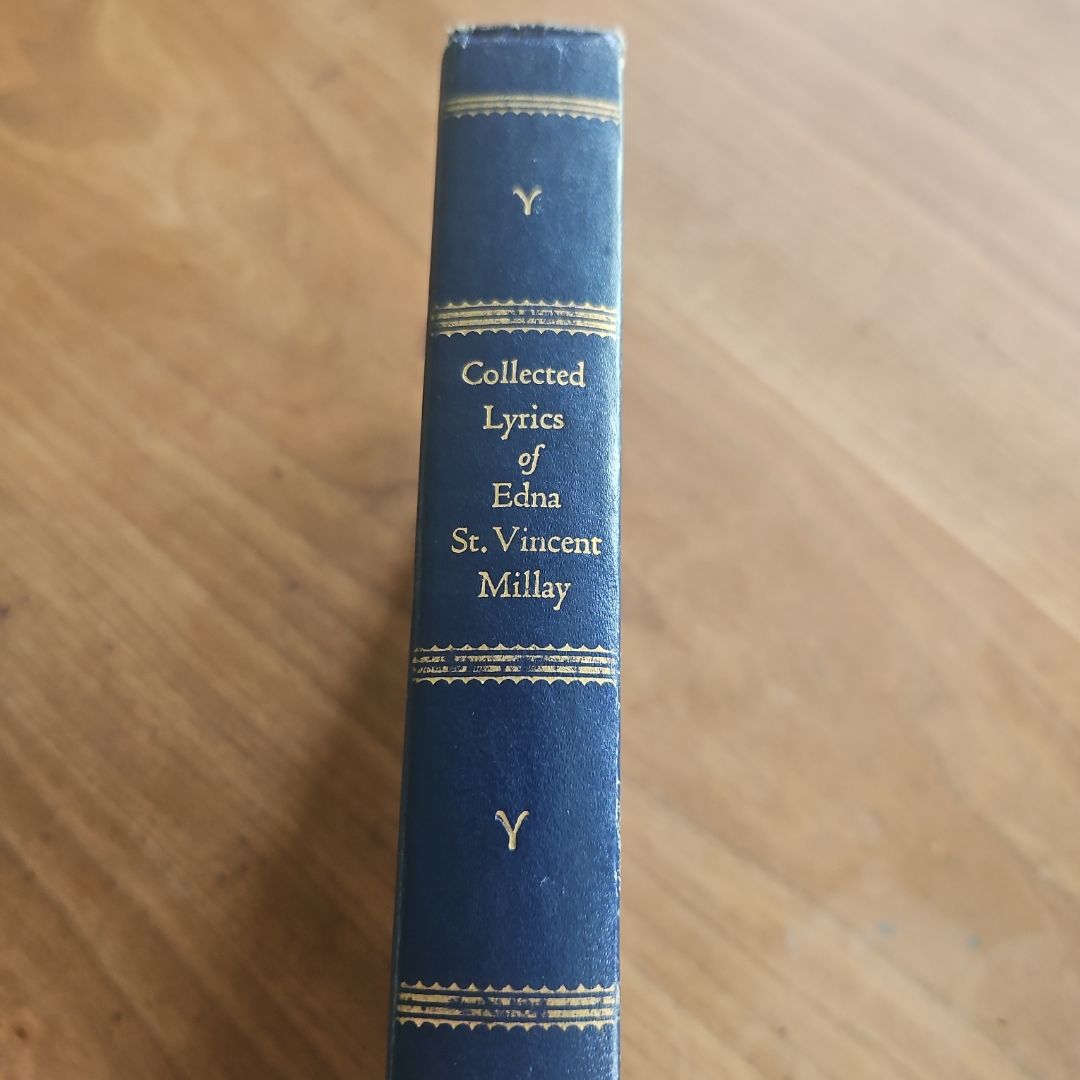 Collected
Lyrics
of
Edna
St. Vincent
Millay